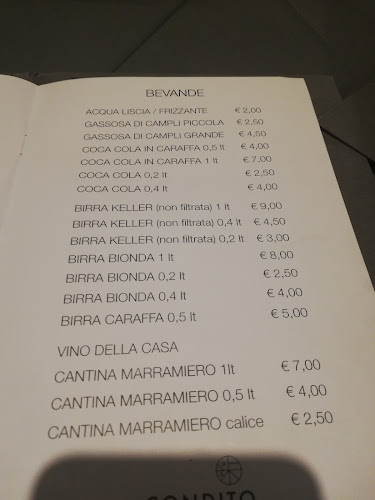 BEVANDE
ACQUA LISCIA / FRIZZANTE € 2,00
GASSOSA DI CAMPLI PICCOLA € 2,50
GASSOSA DI CAMPLI GRANDE € 4,50
COCA COLA IN CARAFFA 0,5 lt € 4,00
COCA COLA IN CARAFFA 1 lt € 7,00
COCA COLA 0,2 lt € 2,50
COCA COLA 0,4 lt € 4,00
BIRRA KELLER (non filtrata) 1 lt € 9,00
BIRRA KELLER (non filtrata) 0,4 lt € 4,50
BIRRA KELLER (non filtrata) 0,2 lt € 3,00
BIRRA BIONDA 1 lt € 8,00
BIRRA BIONDA 0,2 lt € 2,50
BIRRA BIONDA 0,4 lt € 4,00
BIRRA CARAFFA 0,5 lt € 5,00
VINO DELLA CASA
CANTINA MARRAMIERO 1lt € 7,00
CANTINA MARRAMIERO 0,5 lt € 4,00
CANTINA MARRAMIERO calice € 2,50
CONDITO